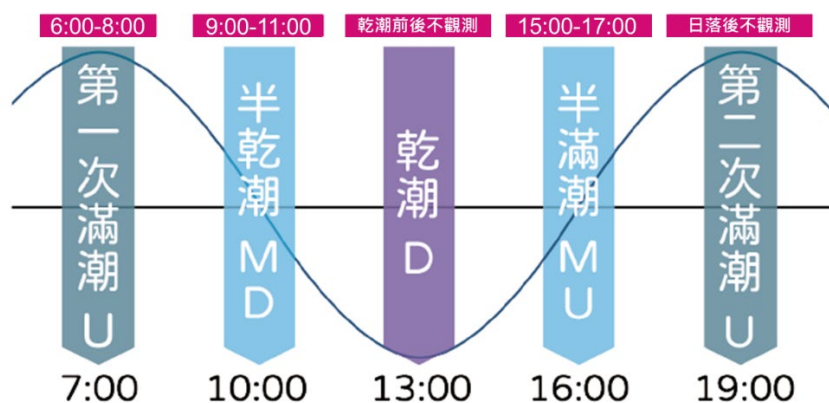 6:00-8:00
9:00-11:00
乾潮前後不觀測
15:00-17:00
日落後不觀測
第一次滿潮 U
半乾潮 MD
乾潮 D
半滿潮 MU
第二次滿潮 U
7:00
10:00
13:00
16:00
19:00